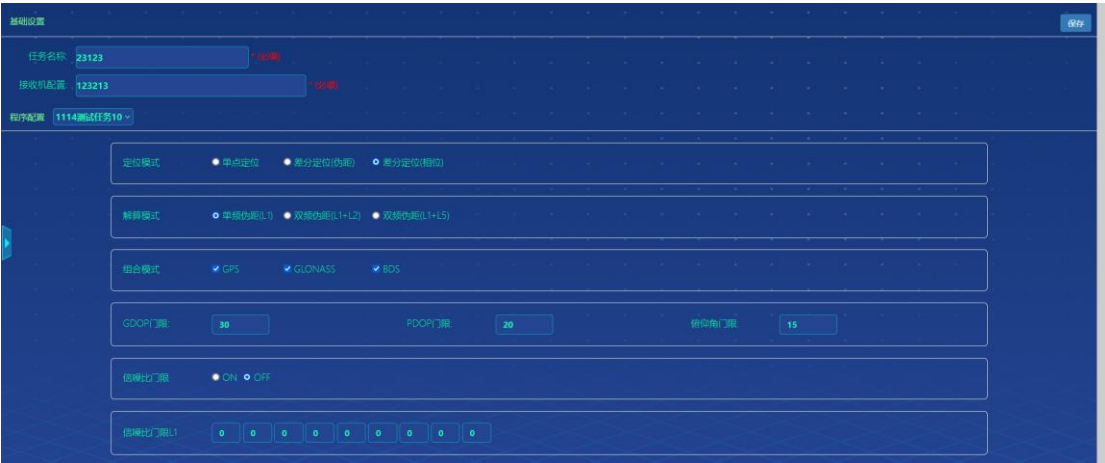 基础设置 保存
任务名称: 23123 * (必填)
接收机配置: 123213 * (必填)
程序配置 1114测试任务10
定位模式 单点定位 差分定位(伪距) 差分定位(相位)
解算模式 单频伪距(L1) 双频伪距(L1+L2) 双频伪距(L1+L5)
组合模式 GPS GLONASS BDS
GDOP门限: 30 PDOP门限: 20 俯仰角门限: 15
信噪比门限 ON OFF
信噪比门限L1 0 0 0 0 0 0 0 0 0